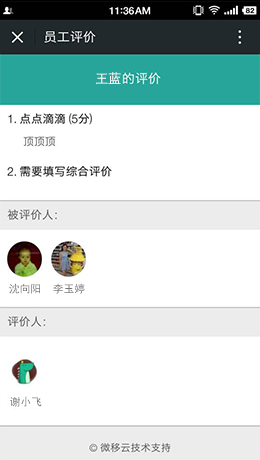 11:36AM
82
员工评价
王蓝的评价
1. 点点滴滴 (5分)
顶顶顶
2. 需要填写综合评价
被评价人:
沈向阳 李玉婷
评价人:
谢小飞
© 微移云技术支持